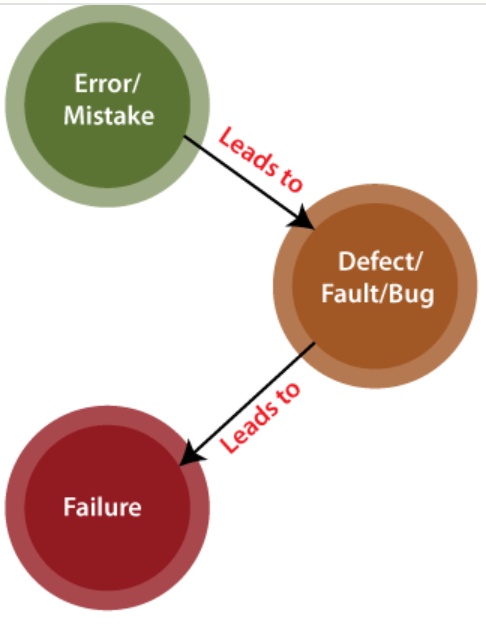 Error/
Mistake
Leads to
Defect/
Fault/Bug
Leads to
Failure